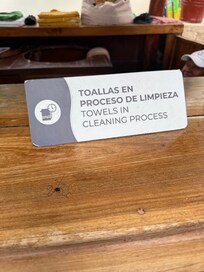 TOALLAS EN
PROCESO DE LIMPIEZA
TOWELS IN
CLEANING PROCESS